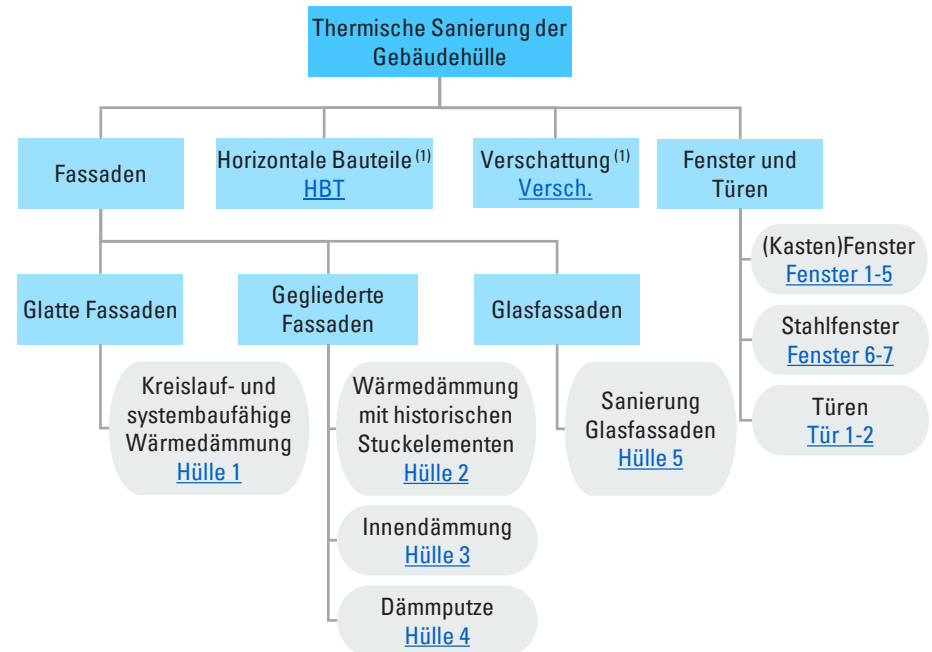 Thermische Sanierung der
Gebäudehülle
Fassaden
Horizontale Bauteile (1)
HBT
Verschattung (1)
Versch.
Fenster und
Türen
(Kasten)Fenster
Fenster 1-5
Stahlfenster
Fenster 6-7
Türen
Tür 1-2
Glatte Fassaden
Gegliederte
Fassaden
Glasfassaden
Kreislauf- und
systembaufähige
Wärmedämmung
Hülle 1
Wärmedämmung
mit historischen
Stuckelementen
Hülle 2
Sanierung
Glasfassaden
Hülle 5
Innendämmung
Hülle 3
Dämmputze
Hülle 4